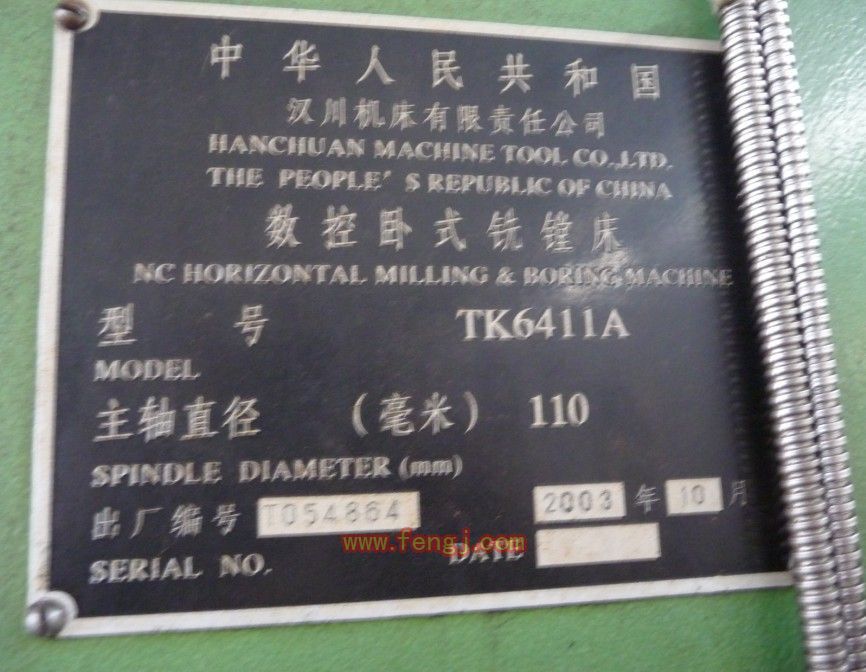 中华人民共和国
汉川机床有限责任公司
HANCHUAN MACHINE TOOL CO.,LTD.
THE PEOPLE'S REPUBLIC OF CHINA
数控卧式铣镗床
NC HORIZONTAL MILLING & BORING MACHINE
型 号 TK6411A
MODEL
主轴直径 (毫米) 110
SPINDLE DIAMETER (mm)
出厂编号 T054864 2003 年 10 月
www.fengj.com
SERIAL NO. DATE